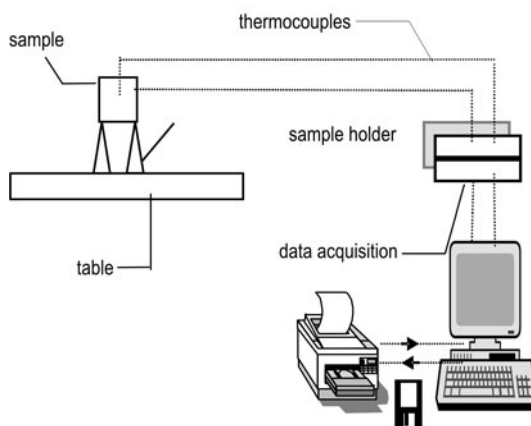 thermocouples
sample
sample holder
data acquisition
table